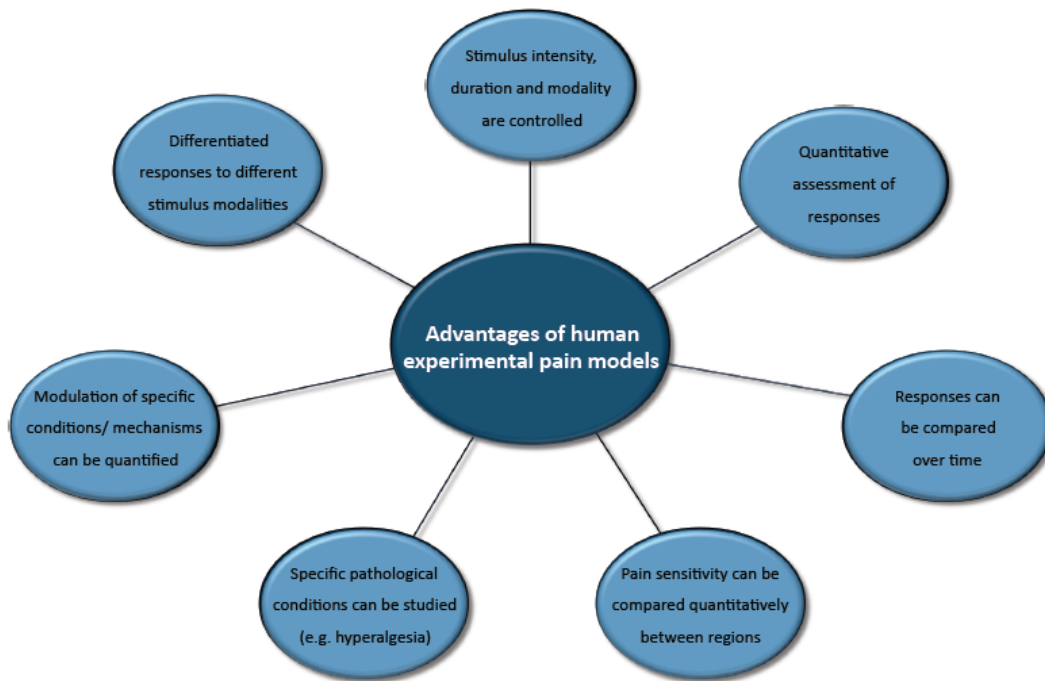 Stimulus intensity,
duration and modality
are controlled
Differentiated
responses to different
stimulus modalities
Quantitative
assessment of
responses
Advantages of human
experimental pain models
Modulation of specific
conditions/ mechanisms
can be quantified
Responses can
be compared
over time
Specific pathological
conditions can be studied
(e.g. hyperalgesia)
Pain sensitivity can be
compared quantitatively
between regions